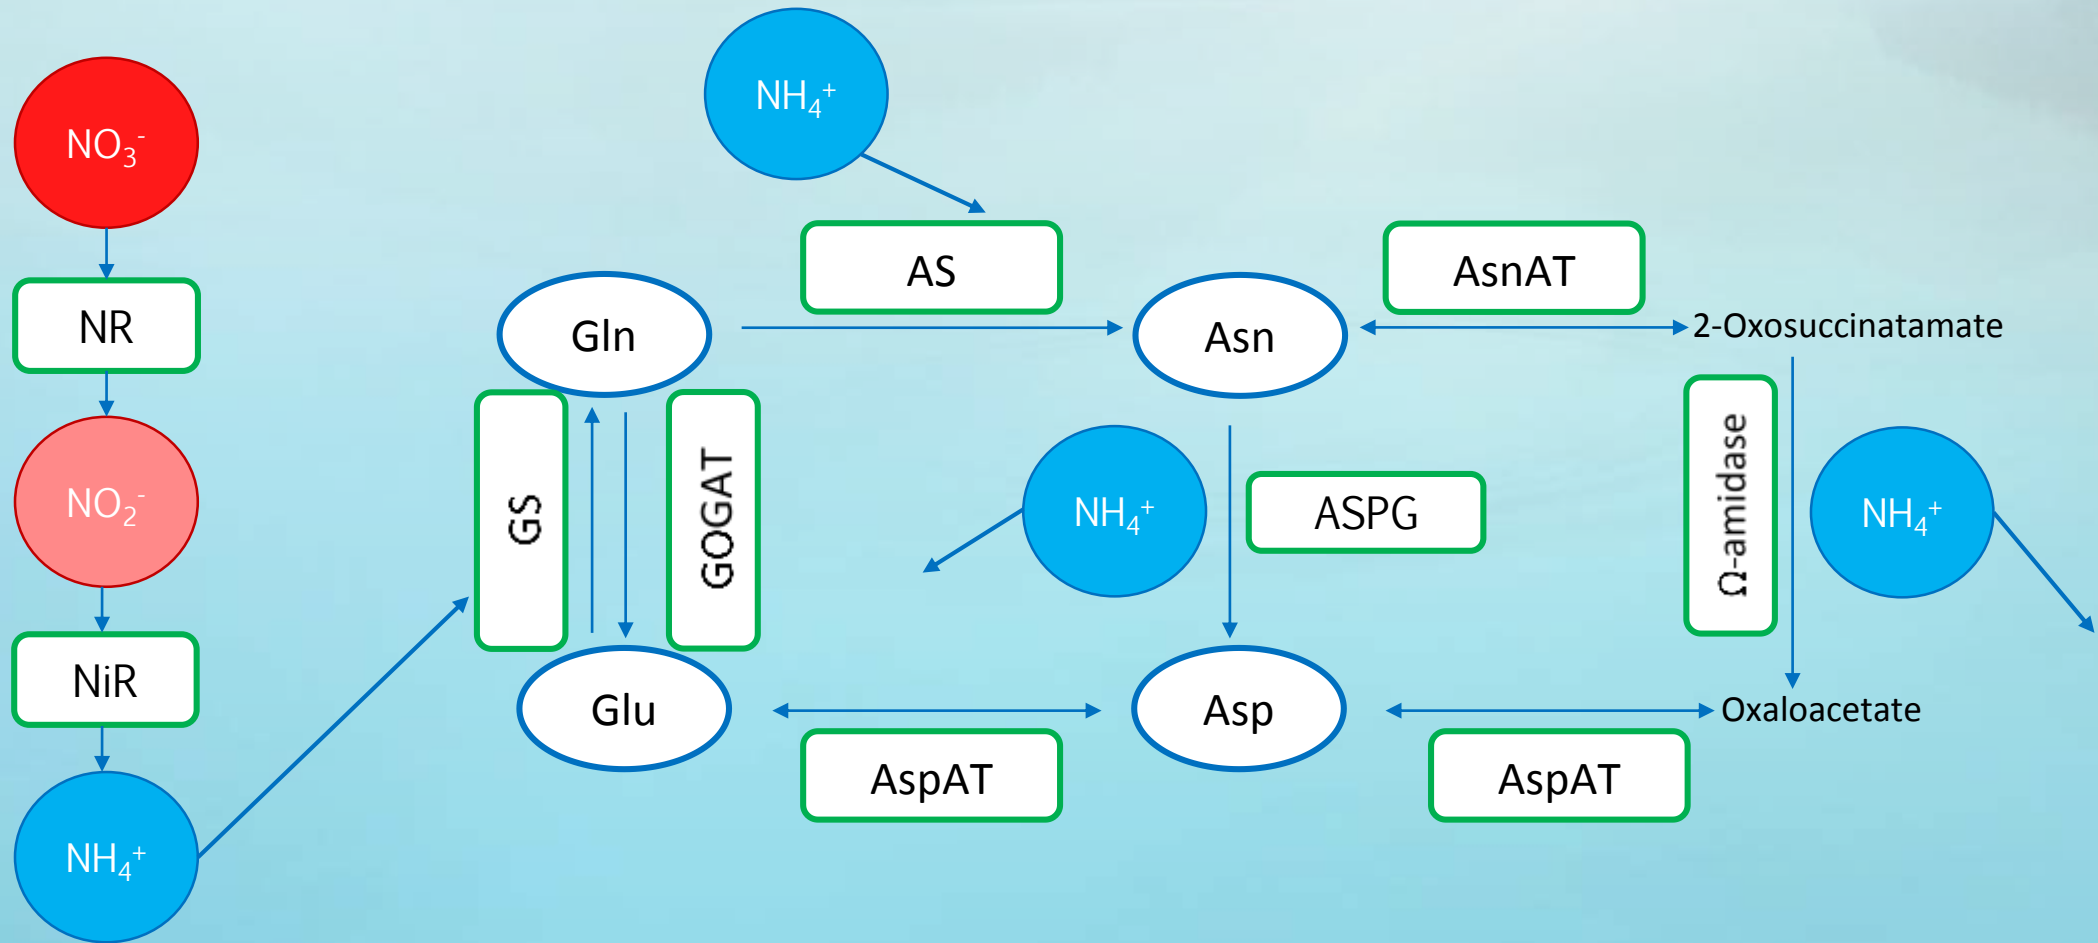 NH₄⁺
NO₃⁻
AS
AsnAT
NR
Gln
Asn
2-Oxosuccinatamate
GS
GOGAT
NO₂⁻
NH₄⁺
ASPG
Ω-amidase
NH₄⁺
NiR
Glu
Asp
Oxaloacetate
AspAT
AspAT
NH₄⁺